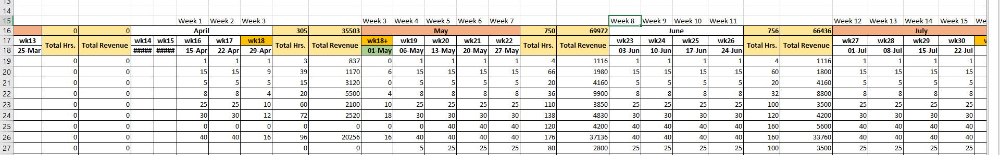 13
14
15 Week 1 Week 2 Week 3 Week 3 Week 4 Week 5 Week 6 Week 7 Week 8 Week 9 Week 10 Week 11 Week 12 Week 13 Week 14 Week 15 We
16 0 0 April 305 35503 May 750 69972 June 756 66436 July
17 wk13 Total Hrs. Total Revenue wk14 wk15 wk16 wk17 wk18 Total Hrs. Total Revenue wk18+ wk19 wk20 wk21 wk22 Total Hrs. Total Revenue wk23 wk24 wk25 wk26 Total Hrs. Total Revenue wk27 wk28 wk29 wk30
18 25-Mar ##### ##### 15-Apr 22-Apr 29-Apr 01-May 06-May 13-May 20-May 27-May 03-Jun 10-Jun 17-Jun 24-Jun 01-Jul 08-Jul 15-Jul 22-Jul
19 0 0 1 1 1 3 837 0 1 1 1 1 4 1116 1 1 1 1 4 1116 1 1 1 1
20 0 0 15 15 9 39 1170 6 15 15 15 15 66 1980 15 15 15 15 60 1800 15 15 15 15
21 0 0 5 5 5 15 3120 0 5 5 5 5 20 4160 5 5 5 5 20 4160 5 5 5 5
22 0 0 8 8 4 20 5500 4 8 8 8 8 36 9900 8 8 8 8 32 8800 8 8 8 8
23 0 0 25 25 10 60 2100 10 25 25 25 25 110 3850 25 25 25 25 100 3500 25 25 25 25
24 0 0 30 30 12 72 2520 18 30 30 30 30 138 4830 30 30 30 30 120 4200 30 30 30 30
25 0 0 0 0 0 0 0 0 0 40 40 40 120 4200 40 40 40 40 160 5600 40 40 40 40
26 0 0 40 40 16 96 20256 16 40 40 40 40 176 37136 40 40 40 40 160 33760 40 40 40 40
27 0 0 0 0 5 25 25 25 80 2800 25 25 25 25 100 3500 25 25 25 25